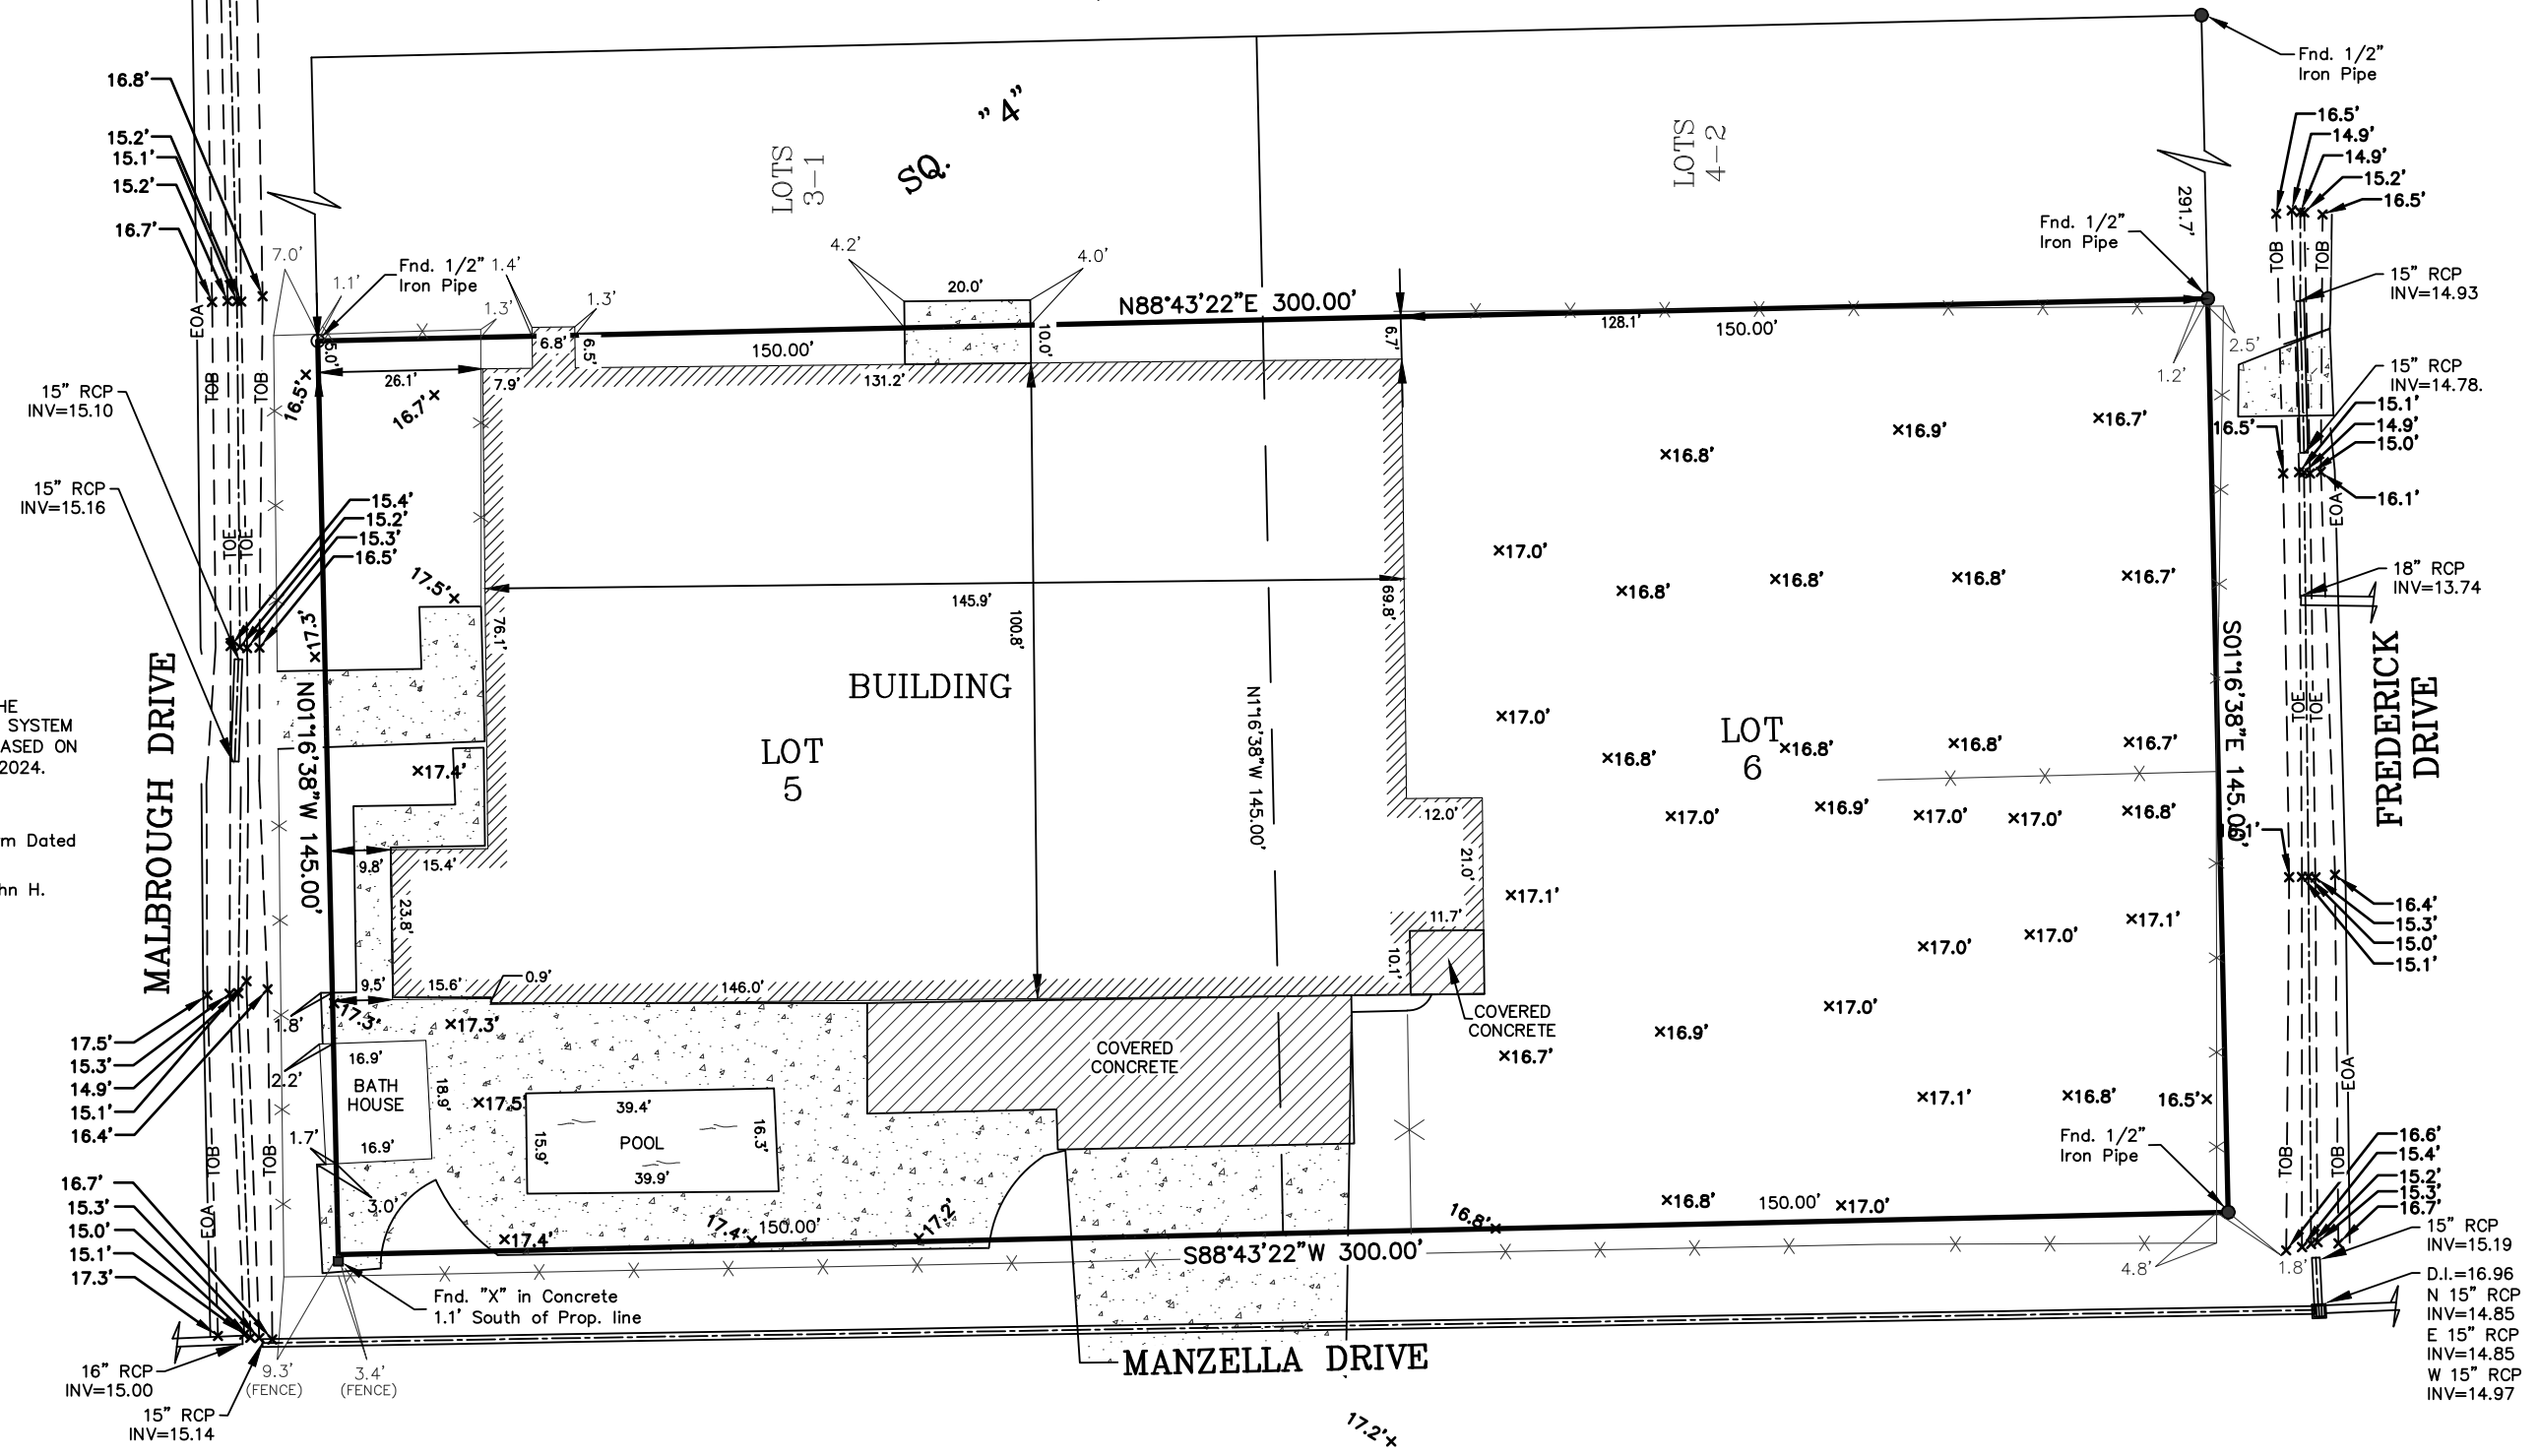 Fnd. 1/2"
Iron Pipe
16.8'
15.2'
15.1'
15.2'
16.7'
LOTS
3-1
SQ. "4"
LOTS
4-2
16.5'
14.9'
14.9'
15.2'
16.5'
291.7'
Fnd. 1/2"
Iron Pipe
7.0'
1.1'
Fnd. 1/2"
Iron Pipe
1.4'
1.3'
1.3'
4.2'
4.0'
20.0'
N88°43'22"E 300.00'
128.1'
150.00'
150.00'
TOB
TOB
15" RCP
INV=14.93
2.5'
1.2'
15" RCP
INV=14.78.
15.1'
14.9'
15.0'
16.5'
16.1'
EOA
EOA
TOB
TOB
16.5'
26.1'
16.7'
5.0'
6.8'
6.5'
7.9'
10.0'
131.2'
6.7'
15" RCP
INV=15.10
15" RCP
INV=15.16
15.4'
15.2'
15.3'
16.5'
TOE
TOE
17.5'
17.3'
76.1'
145.9'
100.8'
69.8'
16.8'
16.9'
16.7'
17.0'
16.8'
16.8'
16.8'
16.7'
18" RCP
INV=13.74
BUILDING
LOT
5
N1°16'38"W 145.00'
LOT
6
17.0'
16.8'
16.8'
16.8'
16.7'
TOE
TOE
S01°16'38"E 145.00'
FREDERICK
DRIVE
MALBROUGH DRIVE
N01°16'38"W 145.00'
HE
SYSTEM
ASED ON
2024.
m Dated
hn H.
17.4'
9.8'
15.4'
23.8'
12.0'
21.0'
11.7'
10.1'
17.0'
16.9'
17.0'
17.0'
16.8'
17.1'
17.0'
17.0'
17.1'
16.4'
15.3'
15.0'
15.1'
9.5'
15.6'
0.9'
146.0'
1.8'
17.3'
17.3'
COVERED
CONCRETE
COVERED
CONCRETE
16.9'
17.0'
16.7'
17.5'
15.3'
14.9'
15.1'
16.4'
2.2'
16.9'
BATH
HOUSE
18.9'
16.9'
1.7'
3.0'
17.5'
39.4'
15.9'
POOL
16.3'
39.9'
17.1'
16.8'
16.5'
Fnd. 1/2"
Iron Pipe
EOA
TOB
TOB
16.6'
15.4'
15.2'
15.3'
16.7'
TOB
TOB
EOA
16.7'
15.3'
15.0'
15.1'
17.3'
17.4'
17.4'
150.00'
17.2'
16.8'
16.8'
150.00'
17.0'
S88°43'22"W 300.00'
4.8'
1.8'
15" RCP
INV=15.19
D.I.=16.96
N 15" RCP
INV=14.85
E 15" RCP
INV=14.85
W 15" RCP
INV=14.97
Fnd. "X" in Concrete
1.1' South of Prop. line
MANZELLA DRIVE
16" RCP
INV=15.00
9.3'
(FENCE)
3.4'
(FENCE)
15" RCP
INV=15.14
17.2'